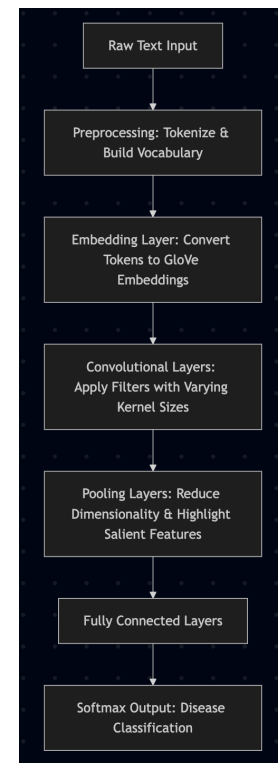 Raw Text Input
Preprocessing: Tokenize &
Build Vocabulary
Embedding Layer: Convert
Tokens to GloVe
Embeddings
Convolutional Layers:
Apply Filters with Varying
Kernel Sizes
Pooling Layers: Reduce
Dimensionality & Highlight
Salient Features
Fully Connected Layers
Softmax Output: Disease
Classification